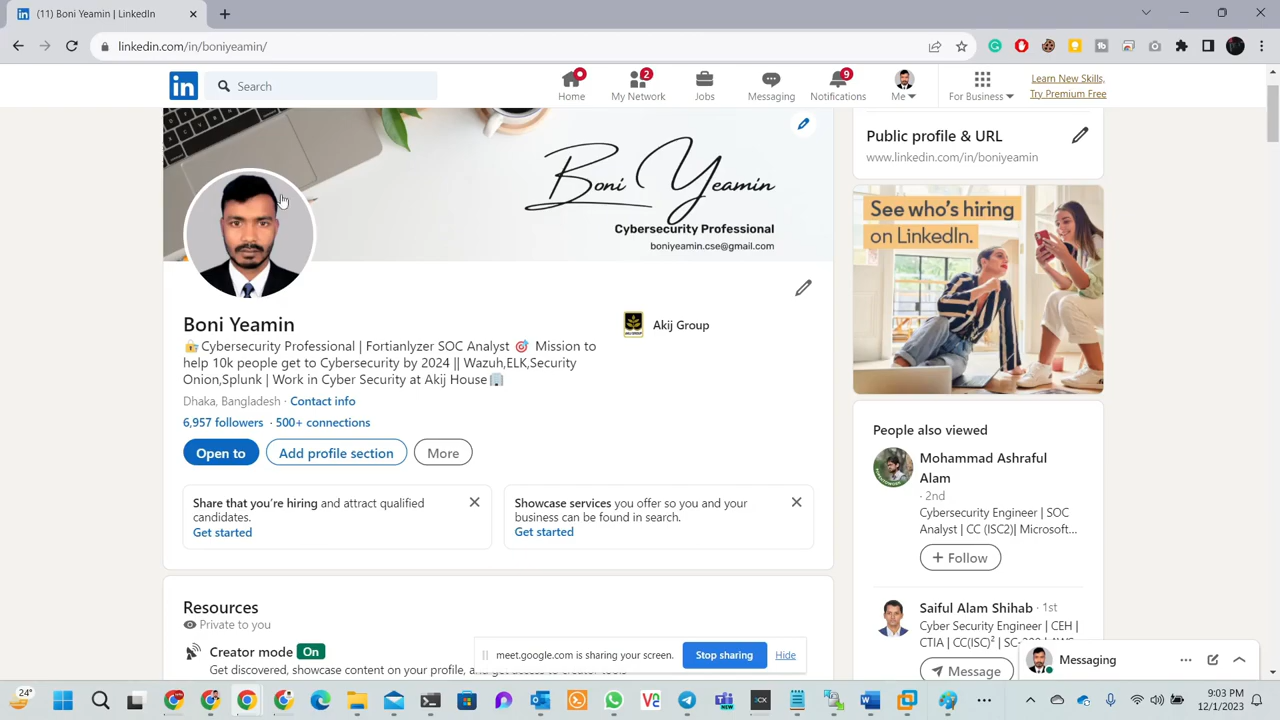 (11) Boni Yeamin | LinkedIn
linkedin.com/in/boniyeamin/
in
Search
Home
2
My Network
Jobs
Messaging
9
Notifications
Me
For Business
Learn New Skills,
Try Premium Free
Boni Yeamin
Cybersecurity Professional
boniyeamin.cse@gmail.com
Public profile & URL
www.linkedin.com/in/boniyeamin
See who's hiring
on LinkedIn.
Boni Yeamin
Akij Group
🔐Cybersecurity Professional | Fortianlyzer SOC Analyst 🎯 Mission to
help 10k people get to Cybersecurity by 2024 || Wazuh,ELK,Security
Onion,Splunk | Work in Cyber Security at Akij House🏢
Dhaka, Bangladesh · Contact info
6,957 followers · 500+ connections
Open to
Add profile section
More
Share that you're hiring and attract qualified
candidates.
Get started
Showcase services you offer so you and your
business can be found in search.
Get started
People also viewed
Mohammad Ashraful
Alam
· 2nd
Cybersecurity Engineer | SOC
Analyst | CC (ISC2)| Microsoft...
+ Follow
Saiful Alam Shihab · 1st
Cyber Security Engineer | CEH |
Message
Resources
Private to you
Creator mode On
Get discovered, showcase content on your profile,
meet.google.com is sharing your screen.
Stop sharing
Hide
Messaging
24°
9:03 PM
12/1/2023